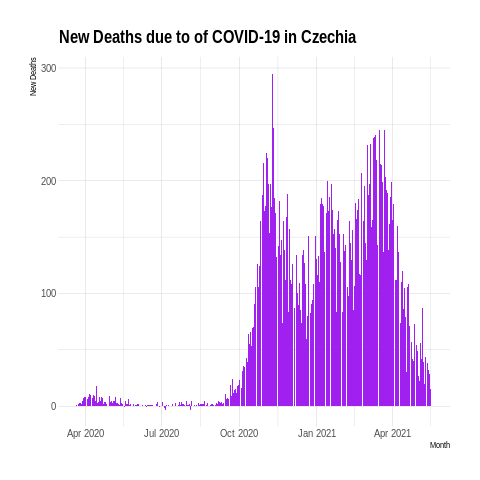 New Deaths due to of COVID-19 in Czechia
New Deaths
300
200
100
0
Apr 2020 Jul 2020 Oct 2020 Jan 2021 Apr 2021
Month